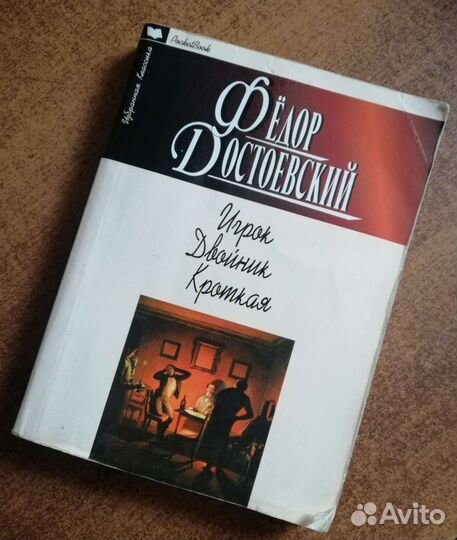 PocketBook
Избранная Классика
ФЁДОР
ДОСТОЕВСКИЙ
Игрок
Двойник
Кроткая
Avito